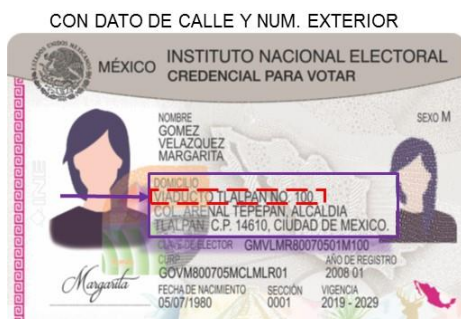 CON DATO DE CALLE Y NUM. EXTERIOR
MÉXICO
INSTITUTO NACIONAL ELECTORAL
CREDENCIAL PARA VOTAR
NOMBRE
GOMEZ
VELAZQUEZ
MARGARITA
SEXO M
DOMICILIO
VIADUCTO TLALPAN NO. 100
COL. ARENAL TEPEPAN, ALCALDIA
TLALPAN, C.P. 14610, CIUDAD DE MEXICO.
CLAVE DE ELECTOR GMVLMR80070501M100
CURP
GOVM800705MCLMLR01
AÑO DE REGISTRO
2008 01
FECHA DE NACIMIENTO
05/07/1980
SECCIÓN
0001
VIGENCIA
2019 - 2029
Margarita
INE